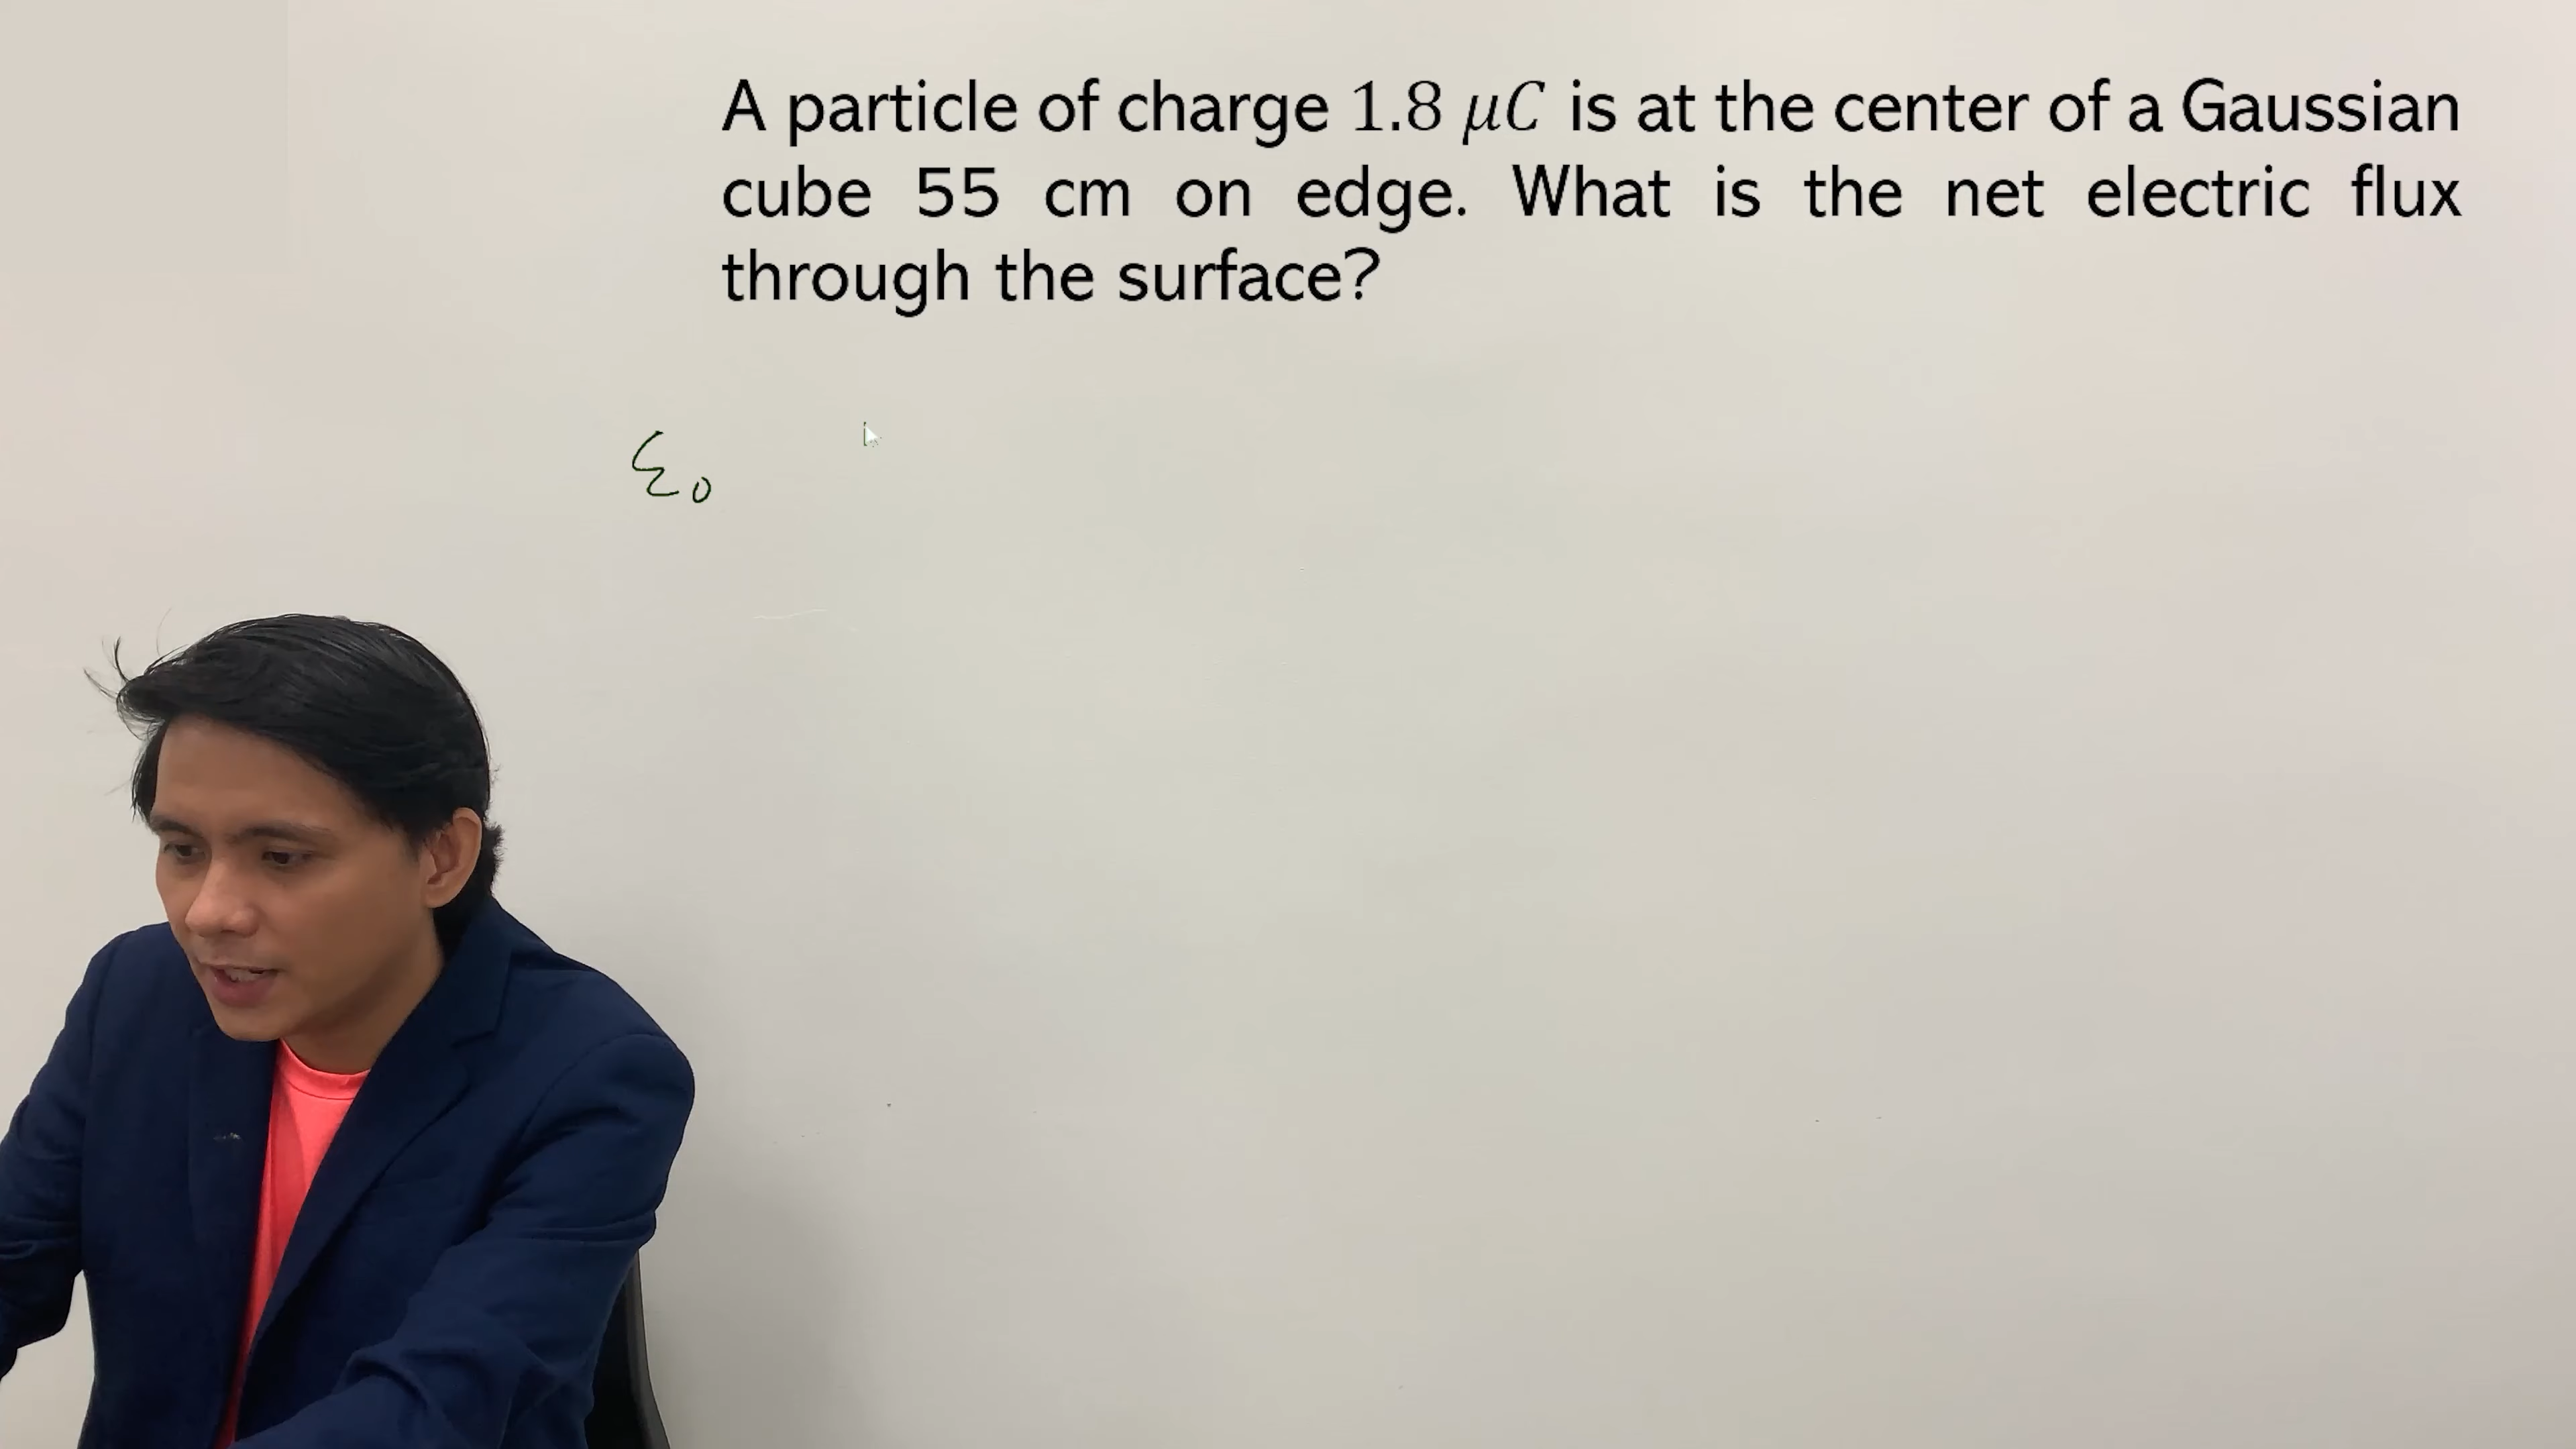 A particle of charge 1.8 μC is at the center of a Gaussian
cube 55 cm on edge. What is the net electric flux
through the surface?
ε₀